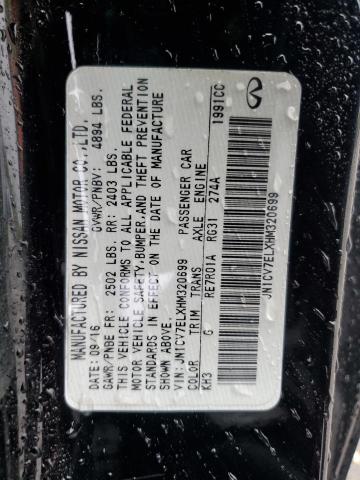 MANUFACTURED BY NISSAN MOTOR CO.,LTD.
DATE: 09/16 GVWR/PNBV: 4894 LBS.
GAWR/PNBE FR: 2502 LBS. RR: 2403 LBS.
THIS VEHICLE CONFORMS TO ALL APPLICABLE FEDERAL
MOTOR VEHICLE SAFETY,BUMPER,AND THEFT PREVENTION
STANDARDS IN EFFECT ON THE DATE OF MANUFACTURE
VIN:JN1CV7ELXHM320699 PASSENGER CAR
COLOR TRIM TRANS AXLE ENGINE
KH3 G RE7R01A RG31 274A 1991CC
JN1CV7ELXHM320699